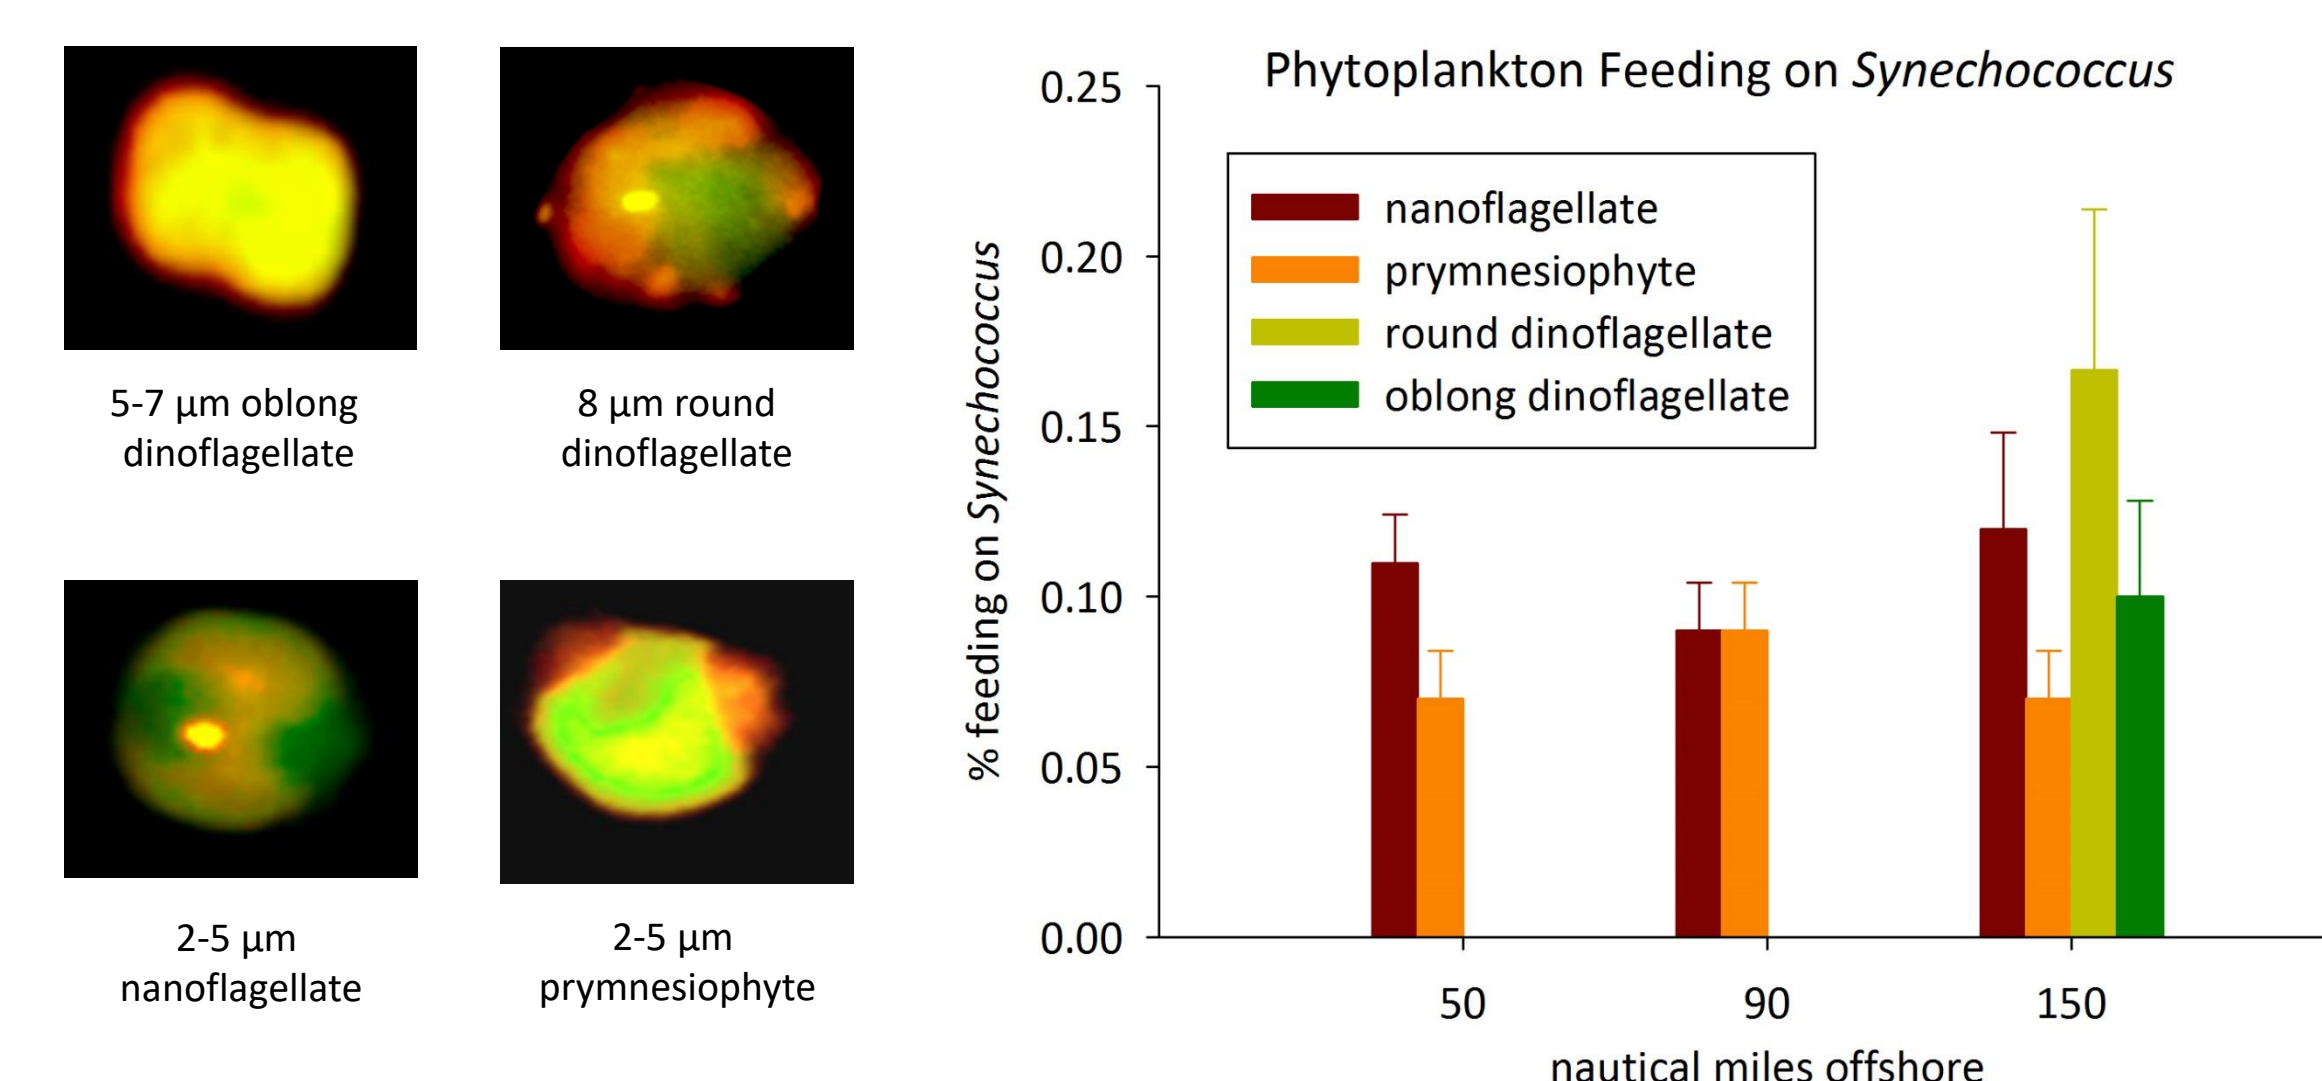 5-7 μm oblong
dinoflagellate
8 μm round
dinoflagellate
2-5 μm
nanoflagellate
2-5 μm
prymnesiophyte
Phytoplankton Feeding on Synechococcus
% feeding on Synechococcus
0.25
0.20
0.15
0.10
0.05
0.00
nanoflagellate
prymnesiophyte
round dinoflagellate
oblong dinoflagellate
50 90 150
nautical miles offshore